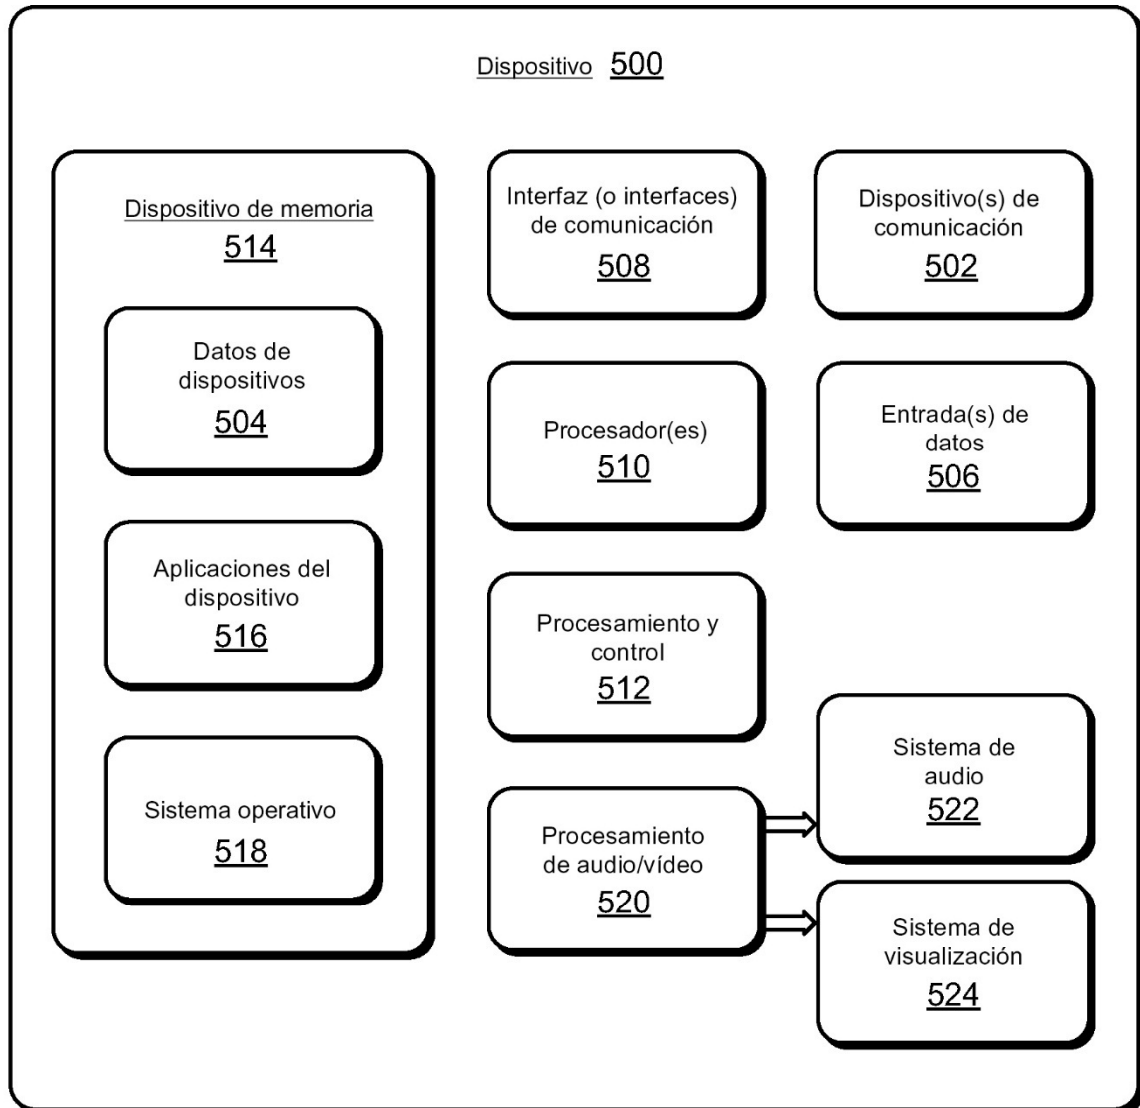 Dispositivo 500
Dispositivo de memoria
514
Datos de
dispositivos
504
Aplicaciones del
dispositivo
516
Sistema operativo
518
Interfaz (o interfaces)
de comunicación
508
Procesador(es)
510
Procesamiento y
control
512
Procesamiento
de audio/vídeo
520
Dispositivo(s) de
comunicación
502
Entrada(s) de
datos
506
Sistema de
audio
522
Sistema de
visualización
524